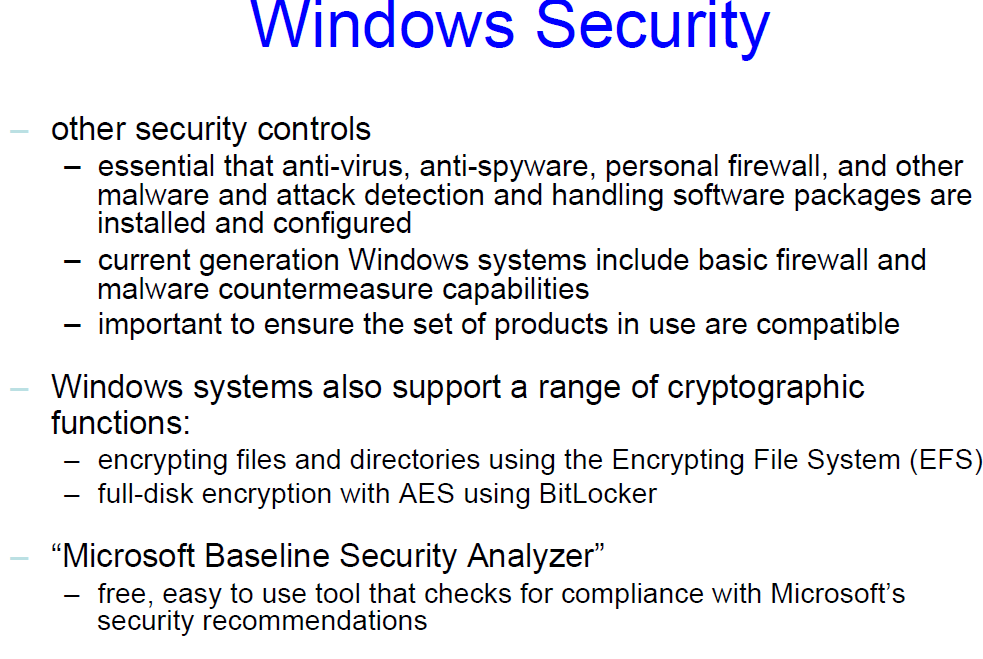 Windows Security
– other security controls
– essential that anti-virus, anti-spyware, personal firewall, and other
malware and attack detection and handling software packages are
installed and configured
– current generation Windows systems include basic firewall and
malware countermeasure capabilities
– important to ensure the set of products in use are compatible
– Windows systems also support a range of cryptographic
functions:
– encrypting files and directories using the Encrypting File System (EFS)
– full-disk encryption with AES using BitLocker
– “Microsoft Baseline Security Analyzer”
– free, easy to use tool that checks for compliance with Microsoft’s
security recommendations